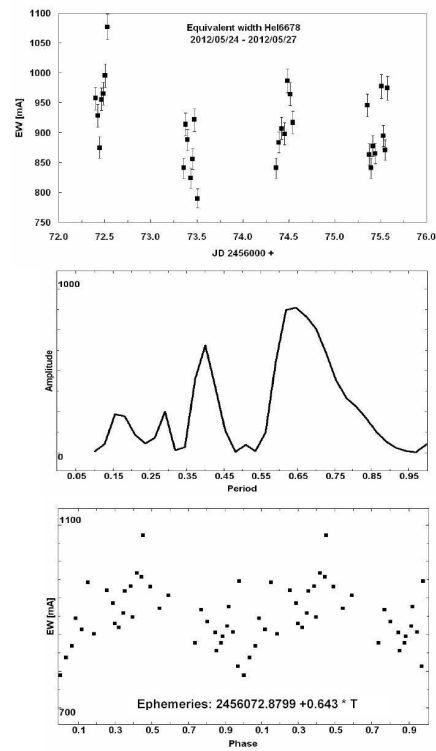 1100
Equivalent width HeI6678
2012/05/24 - 2012/05/27
1050
1000
950
EW [mA]
900
850
800
750
72.0 72.5 73.0 73.5 74.0 74.5 75.0 75.5 76.0
JD 2456000 +
1000
Amplitude
0
0.05 0.15 0.25 0.35 0.45 0.55 0.65 0.75 0.85 0.95
Period
1100
EW [mA]
Ephemeries: 2456072.8799 +0.643 * T
700
0.1 0.3 0.5 0.7 0.9 0.1 0.3 0.5 0.7 0.9
Phase